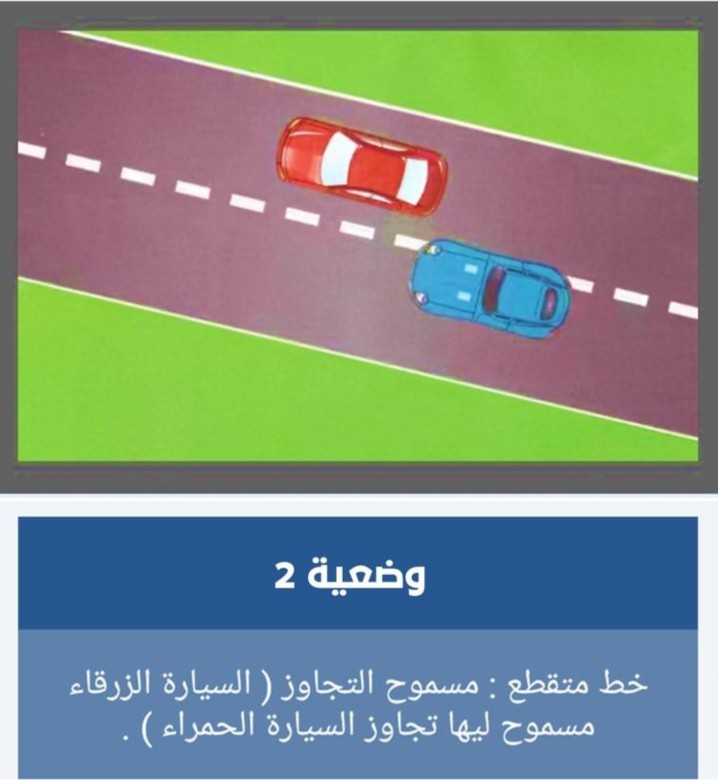 وضعية 2
خط متقطع : مسموح التجاوز ( السيارة الزرقاء
مسموح ليها تجاوز السيارة الحمراء ) .